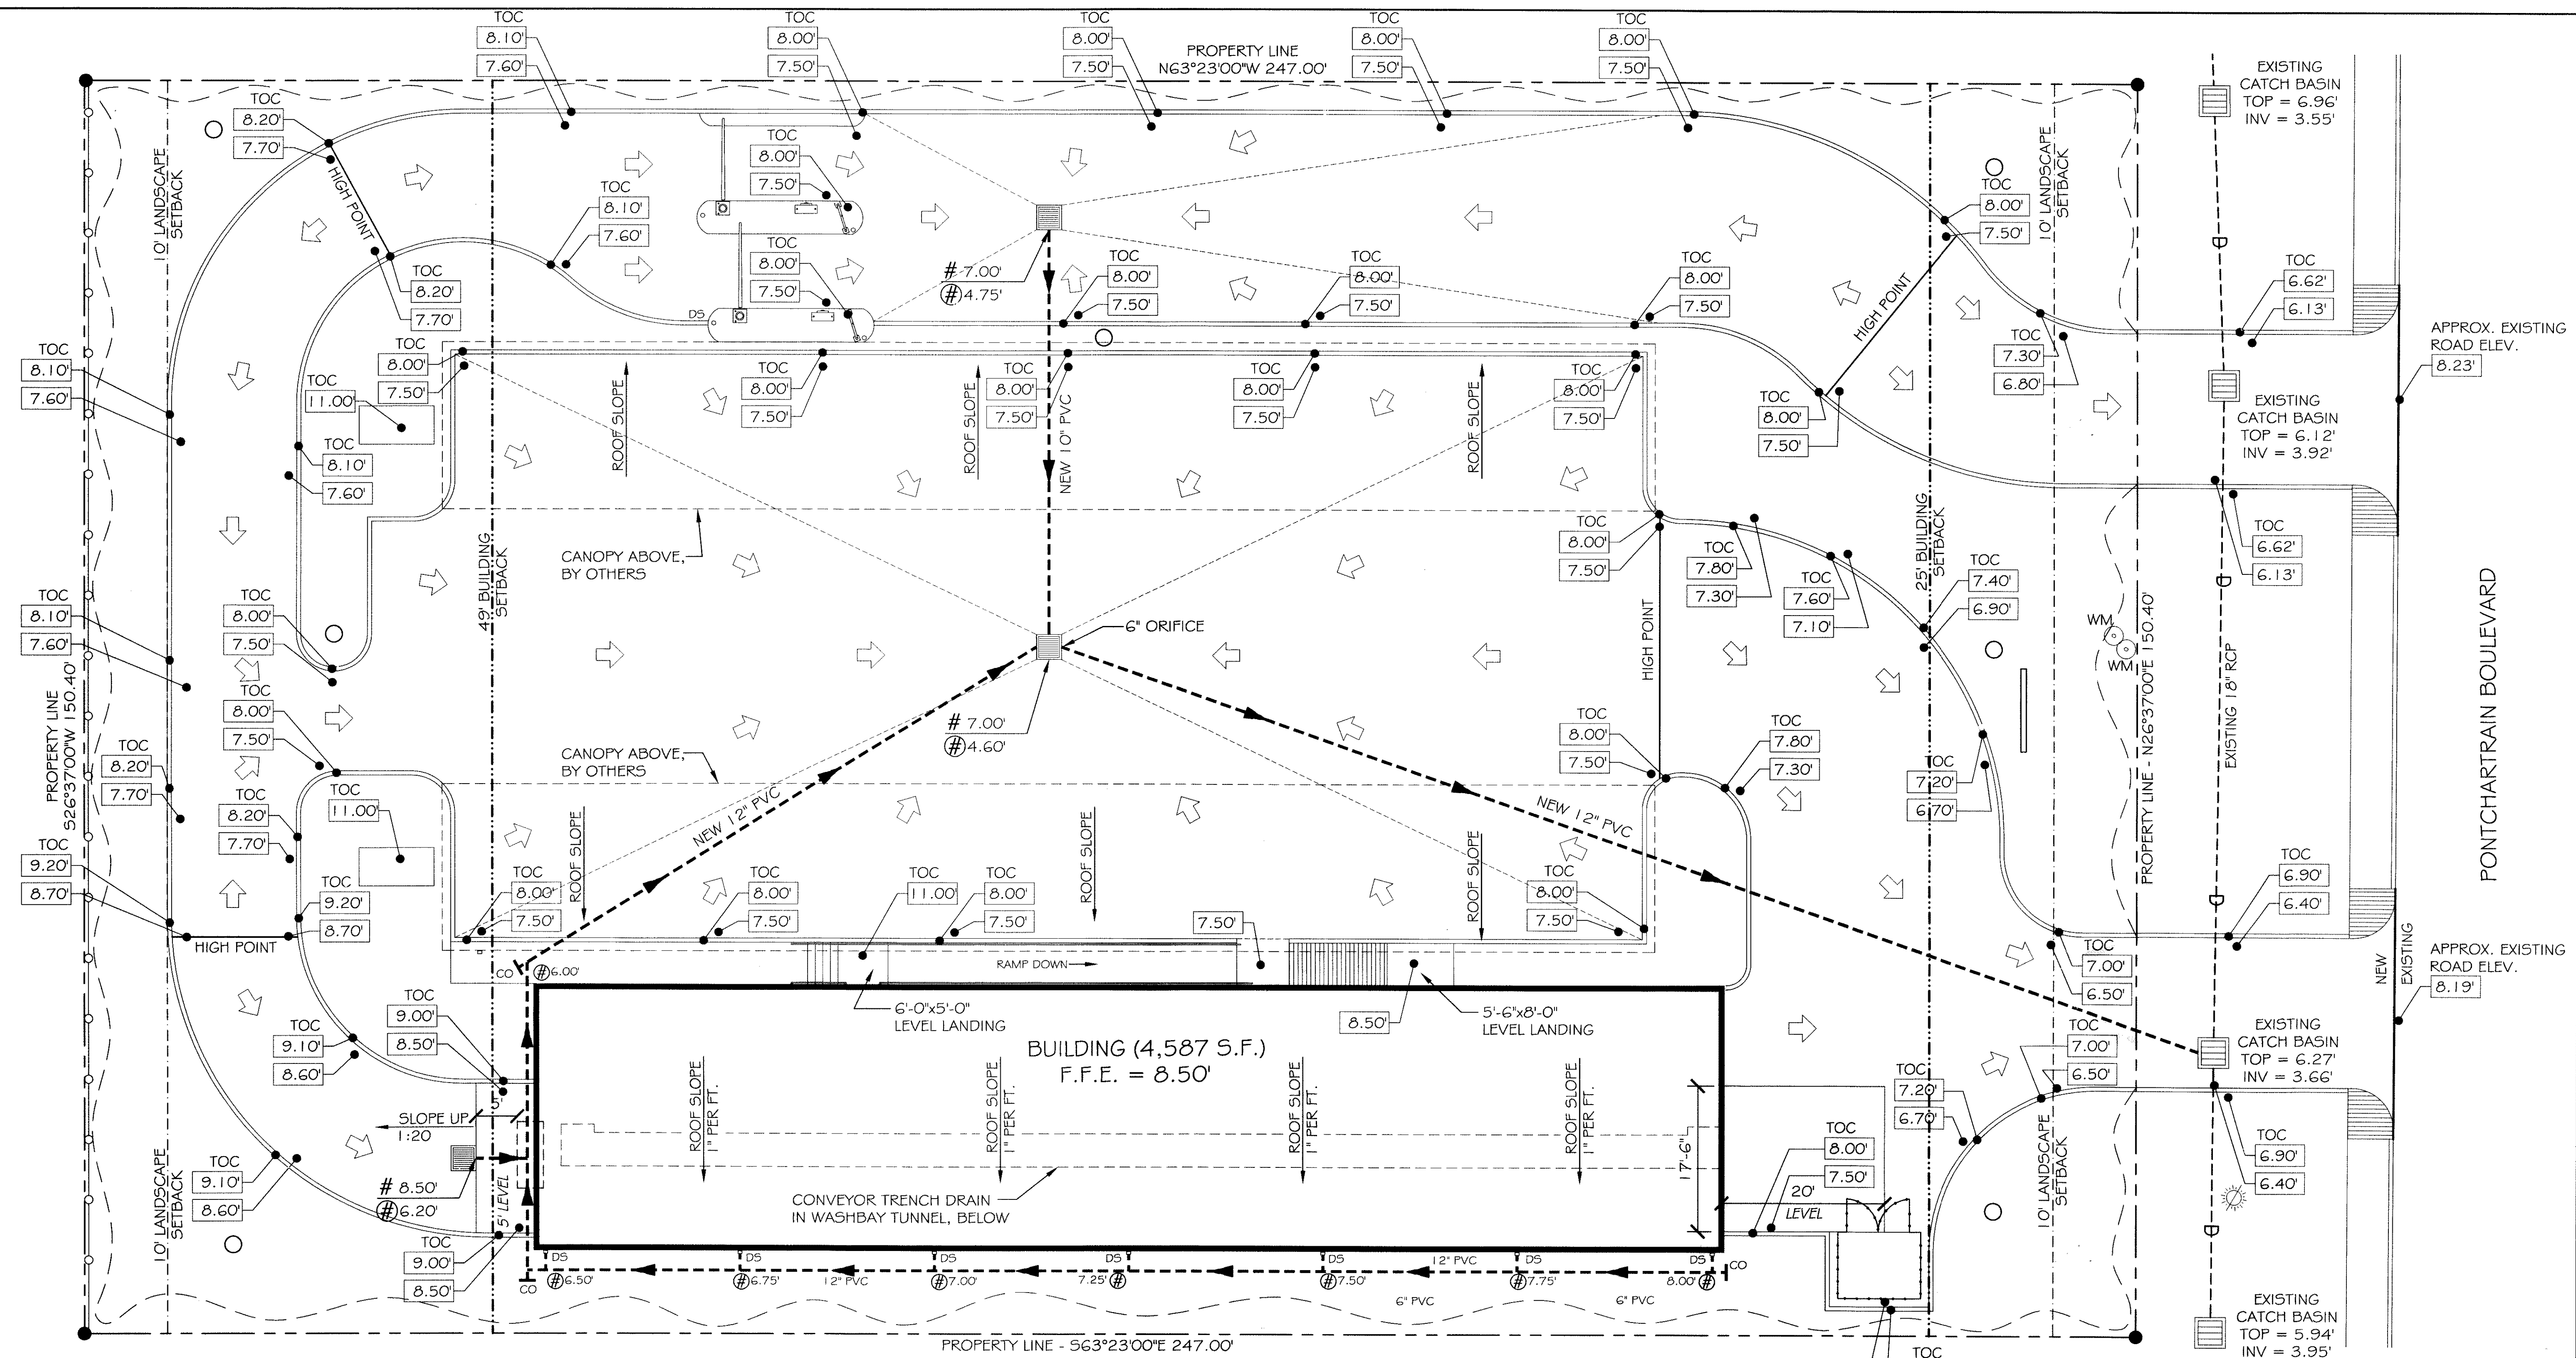 TOC
8.10'
7.60'
TOC
8.00'
7.50'
TOC
8.00'
7.50'
PROPERTY LINE
N63°23'00"W 247.00'
TOC
8.00'
7.50'
TOC
8.00'
7.50'
EXISTING
CATCH BASIN
TOP = 6.96'
INV = 3.55'
TOC
8.20'
7.70'
HIGH POINT
10' LANDSCAPE
SETBACK
TOC
8.10'
7.60'
TOC
8.00'
7.50'
TOC
8.00'
7.50'
TOC
8.20'
7.70'
DS
# 7.00'
# 4.75'
TOC
8.00'
7.50'
TOC
8.00'
7.50'
TOC
8.00'
7.50'
HIGH POINT
TOC
8.00'
7.50'
10' LANDSCAPE
SETBACK
TOC
6.62'
6.13'
TOC
7.30'
6.80'
APPROX. EXISTING
ROAD ELEV.
8.23'
TOC
8.10'
7.60'
TOC
8.00'
7.50'
TOC
11.00'
TOC
8.10'
7.60'
ROOF SLOPE
TOC
8.00'
7.50'
ROOF SLOPE
TOC
8.00'
7.50'
NEW 10" PVC
TOC
8.00'
7.50'
ROOF SLOPE
TOC
8.00'
7.50'
TOC
8.00'
7.50'
EXISTING
CATCH BASIN
TOP = 6.12'
INV = 3.92'
49' BUILDING
SETBACK
CANOPY ABOVE,
BY OTHERS
TOC
8.00'
7.50'
TOC
7.80'
7.30'
TOC
7.60'
7.10'
25' BUILDING
SETBACK
TOC
7.40'
6.90'
TOC
6.62'
6.13'
TOC
8.10'
7.60'
TOC
8.00'
7.50'
6" ORIFICE
HIGH POINT
WM
WM
PROPERTY LINE - N26°37'00"E 150.40'
EXISTING 18" RCP
PONTCHARTRAIN BOULEVARD
PROPERTY LINE
S26°37'00"W 150.40'
TOC
8.00'
7.50'
# 7.00'
# 4.60'
CANOPY ABOVE,
BY OTHERS
TOC
8.00'
7.50'
TOC
7.80'
7.30'
TOC
7.20'
6.70'
TOC
8.20'
7.70'
TOC
8.20'
7.70'
TOC
11.00'
NEW 12" PVC
NEW 12" PVC
TOC
9.20'
8.70'
TOC
9.20'
8.70'
HIGH POINT
ROOF SLOPE
TOC
8.00'
7.50'
TOC
8.00'
7.50'
TOC
11.00'
TOC
8.00'
7.50'
ROOF SLOPE
7.50'
ROOF SLOPE
TOC
8.00'
7.50'
TOC
6.90'
6.40'
TOC
7.00'
6.50'
NEW
EXISTING
APPROX. EXISTING
ROAD ELEV.
8.19'
CO
# 6.00'
RAMP DOWN
6'-0"x5'-0"
LEVEL LANDING
8.50'
5'-6"x8'-0"
LEVEL LANDING
TOC
9.10'
8.60'
TOC
9.00'
8.50'
BUILDING (4,587 S.F.)
F.F.E. = 8.50'
EXISTING
CATCH BASIN
TOP = 6.27'
INV = 3.66'
TOC
7.00'
6.50'
5'
SLOPE UP
1:20
ROOF SLOPE
1" PER FT.
ROOF SLOPE
1" PER FT.
ROOF SLOPE
1" PER FT.
ROOF SLOPE
1" PER FT.
17'-6"
TOC
7.20'
6.70'
TOC
6.90'
6.40'
TOC
9.10'
8.60'
10' LANDSCAPE
SETBACK
# 8.50'
# 6.20'
5' LEVEL
CONVEYOR TRENCH DRAIN
IN WASHBAY TUNNEL, BELOW
TOC
8.00'
7.50'
20'
LEVEL
10' LANDSCAPE
SETBACK
TOC
9.00'
8.50'
CO
DS
# 6.50'
DS
# 6.75'
12" PVC
DS
# 7.00'
7.25' #
DS
# 7.50'
12" PVC
DS
# 7.75'
DS
8.00' #
CO
6" PVC
6" PVC
PROPERTY LINE - S63°23'00"E 247.00'
TOC
EXISTING
CATCH BASIN
TOP = 5.94'
INV = 3.95'